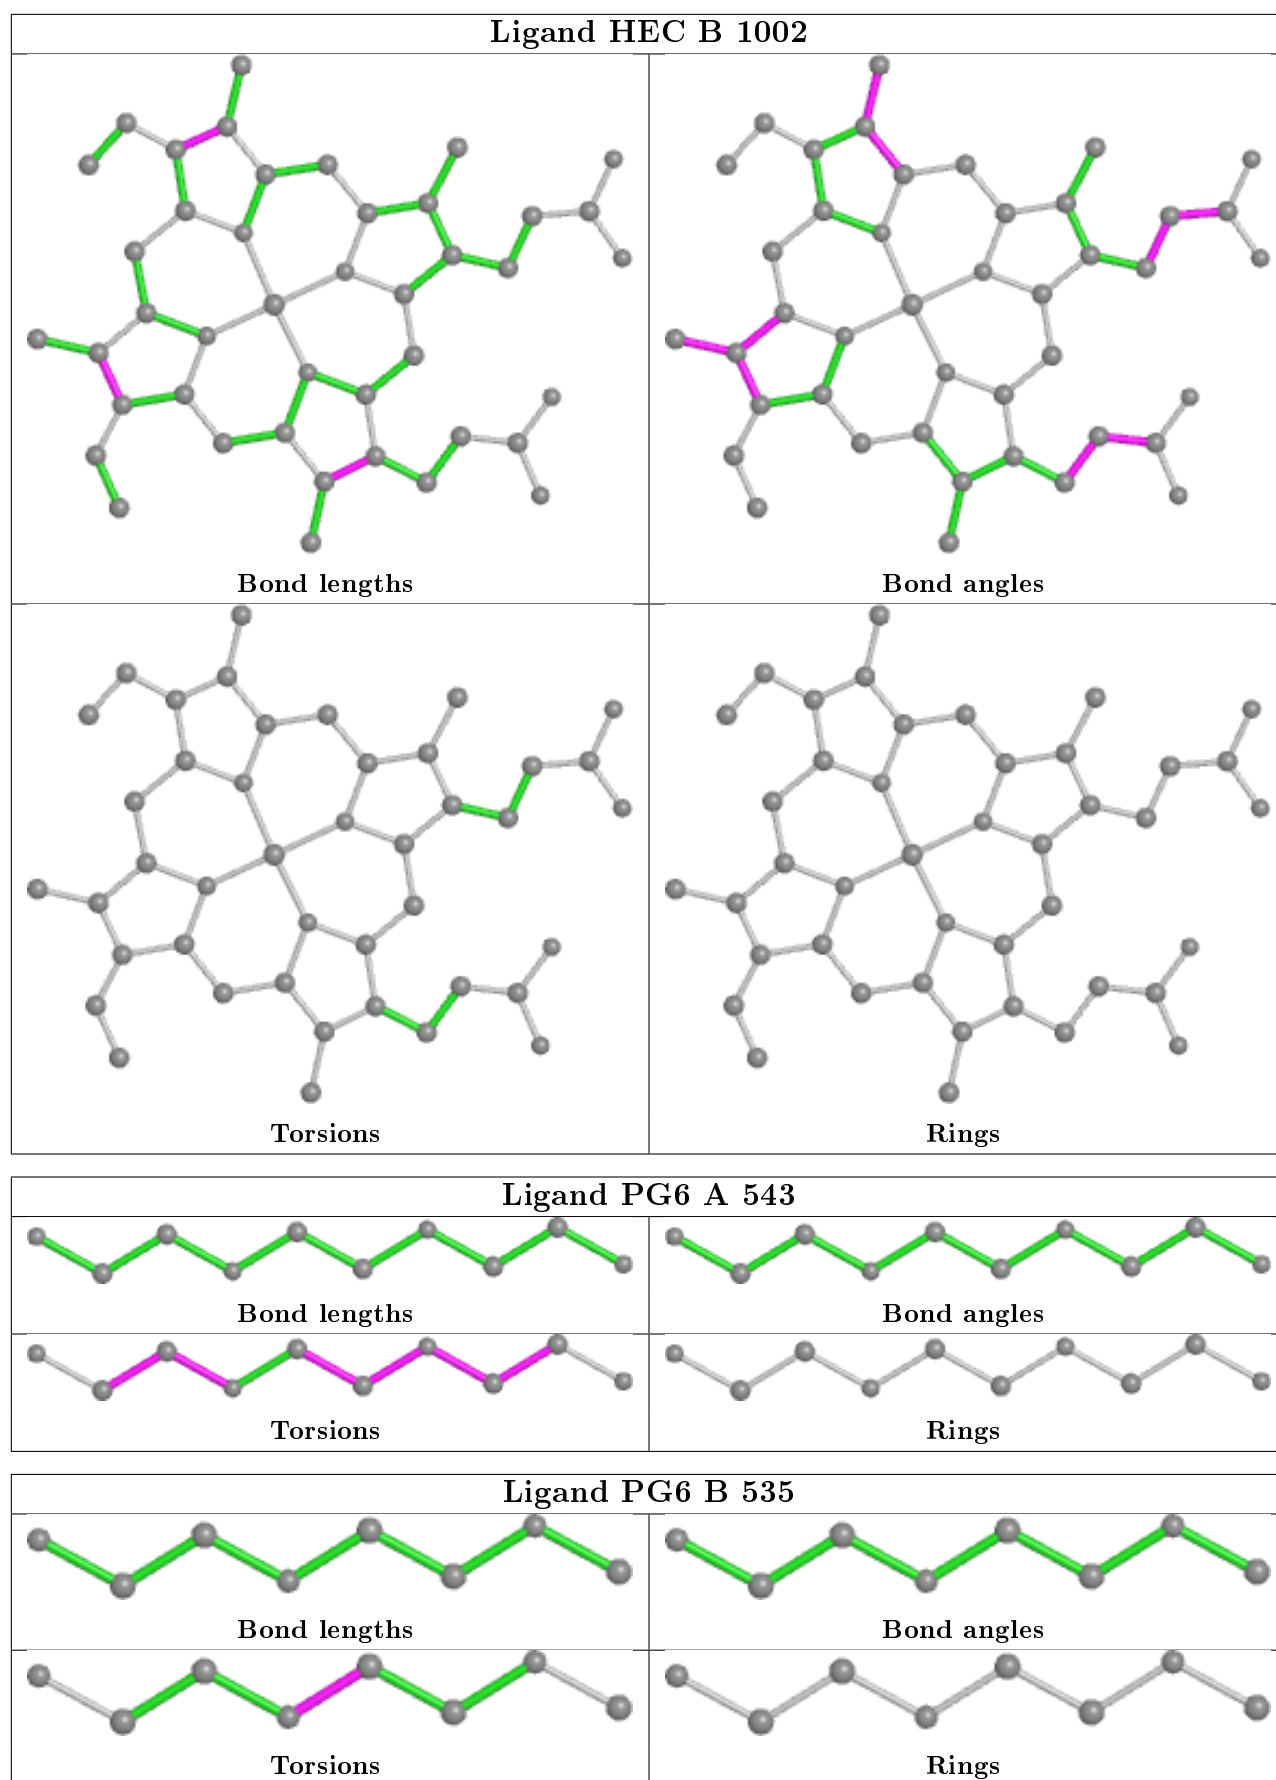 Ligand HEC B 1002
Bond lengths
Bond angles
Torsions
Rings
Ligand PG6 A 543
Bond lengths
Bond angles
Torsions
Rings
Ligand PG6 B 535
Bond lengths
Bond angles
Torsions
Rings